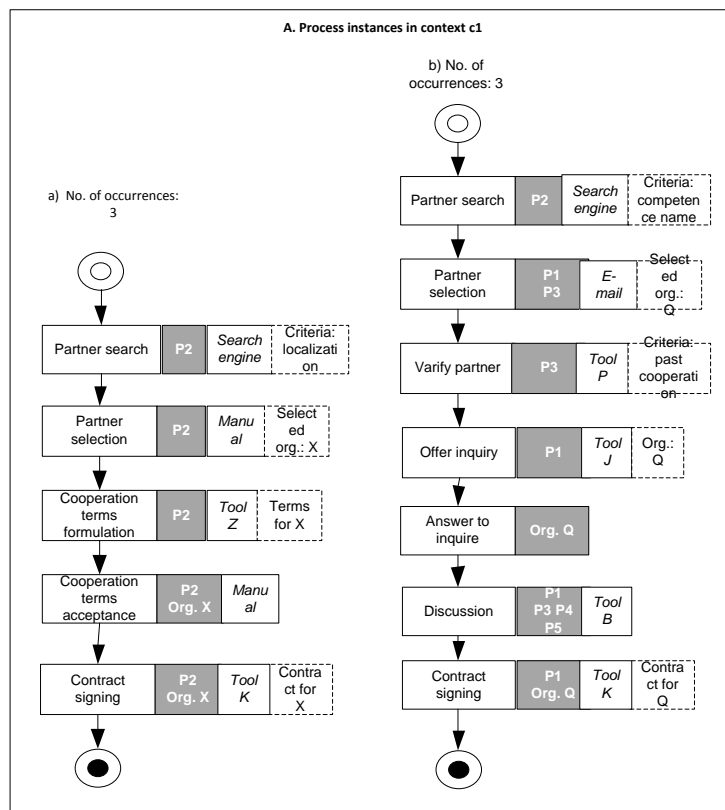 A. Process instances in context c1
a) No. of occurrences:
3
Partner search
P2
Search
engine
Criteria:
localizati
on
Partner
selection
P2
Manu
al
Select
ed
org.: X
Cooperation
terms
formulation
P2
Tool
Z
Terms
for X
Cooperation
terms
acceptance
P2
Org. X
Manu
al
Contract
signing
P2
Org. X
Tool
K
Contra
ct for
X
b) No. of
occurrences: 3
Partner search
P2
Search
engine
Criteria:
competen
ce name
Partner
selection
P1
P3
E-
mail
Select
ed
org.:
Q
Varify partner
P3
Tool
P
Criteria:
past
cooperati
on
Offer inquiry
P1
Tool
J
Org.:
Q
Answer to
inquire
Org. Q
Discussion
P1
P3 P4
P5
Tool
B
Contract
signing
P1
Org. Q
Tool
K
Contra
ct for
Q